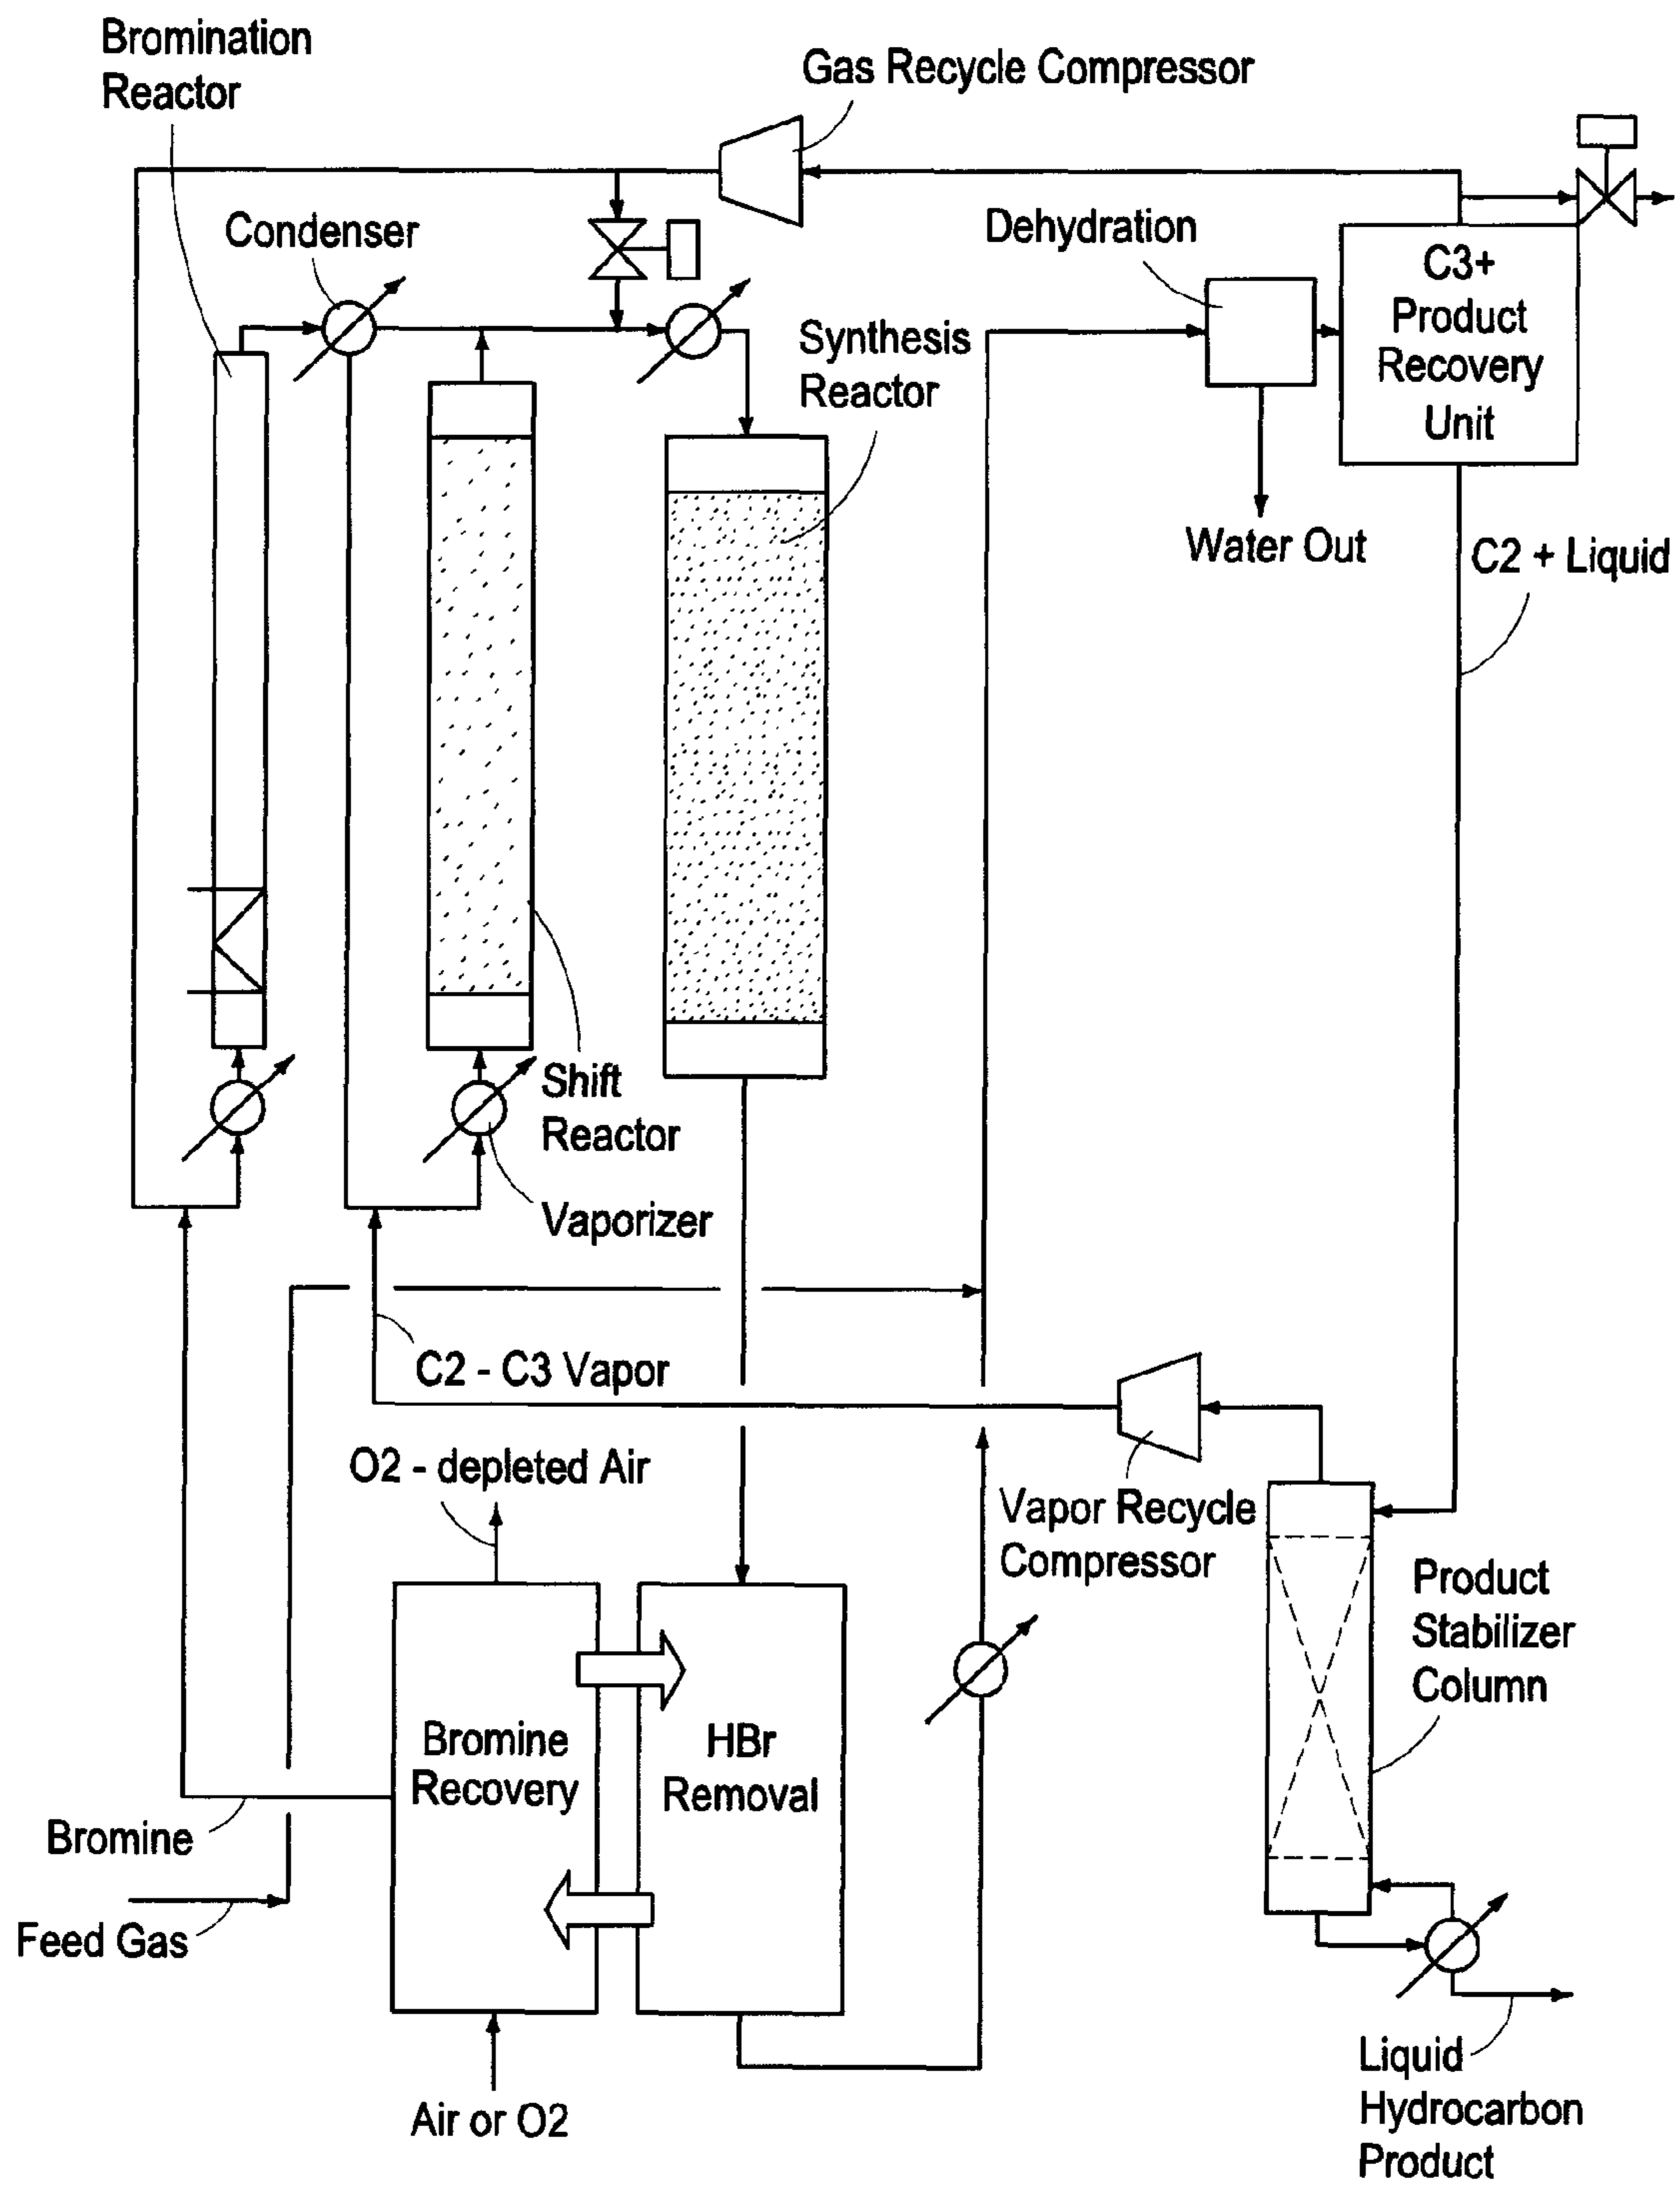 Bromination
Reactor
Gas Recycle Compressor
Condenser
Dehydration
C3+
Product
Recovery
Unit
Synthesis
Reactor
Water Out
C2 + Liquid
Shift
Reactor
Vaporizer
C2 - C3 Vapor
O2 - depleted Air
Vapor Recycle
Compressor
Product
Stabilizer
Column
Bromine
Recovery
HBr
Removal
Bromine
Feed Gas
Air or O2
Liquid
Hydrocarbon
Product